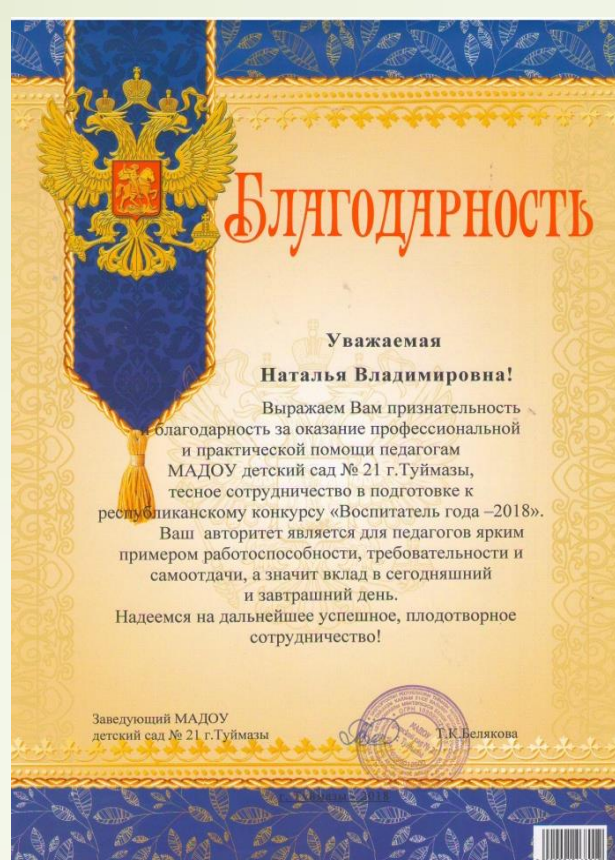 БЛАГОДАРНОСТЬ
Уважаемая
Наталья Владимировна!
Выражаем Вам признательность
и благодарность за оказание профессиональной
и практической помощи педагогам
МАДОУ детский сад № 21 г.Туймазы,
тесное сотрудничество в подготовке к
республиканскому конкурсу «Воспитатель года –2018».
Ваш авторитет является для педагогов ярким
примером работоспособности, требовательности и
самоотдачи, а значит вклад в сегодняшний
и завтрашний день.
Надеемся на дальнейшее успешное, плодотворное
сотрудничество!
Заведующий МАДОУ
детский сад № 21 г.Туймазы
Т.К.Белякова
г. Туймазы – 2018